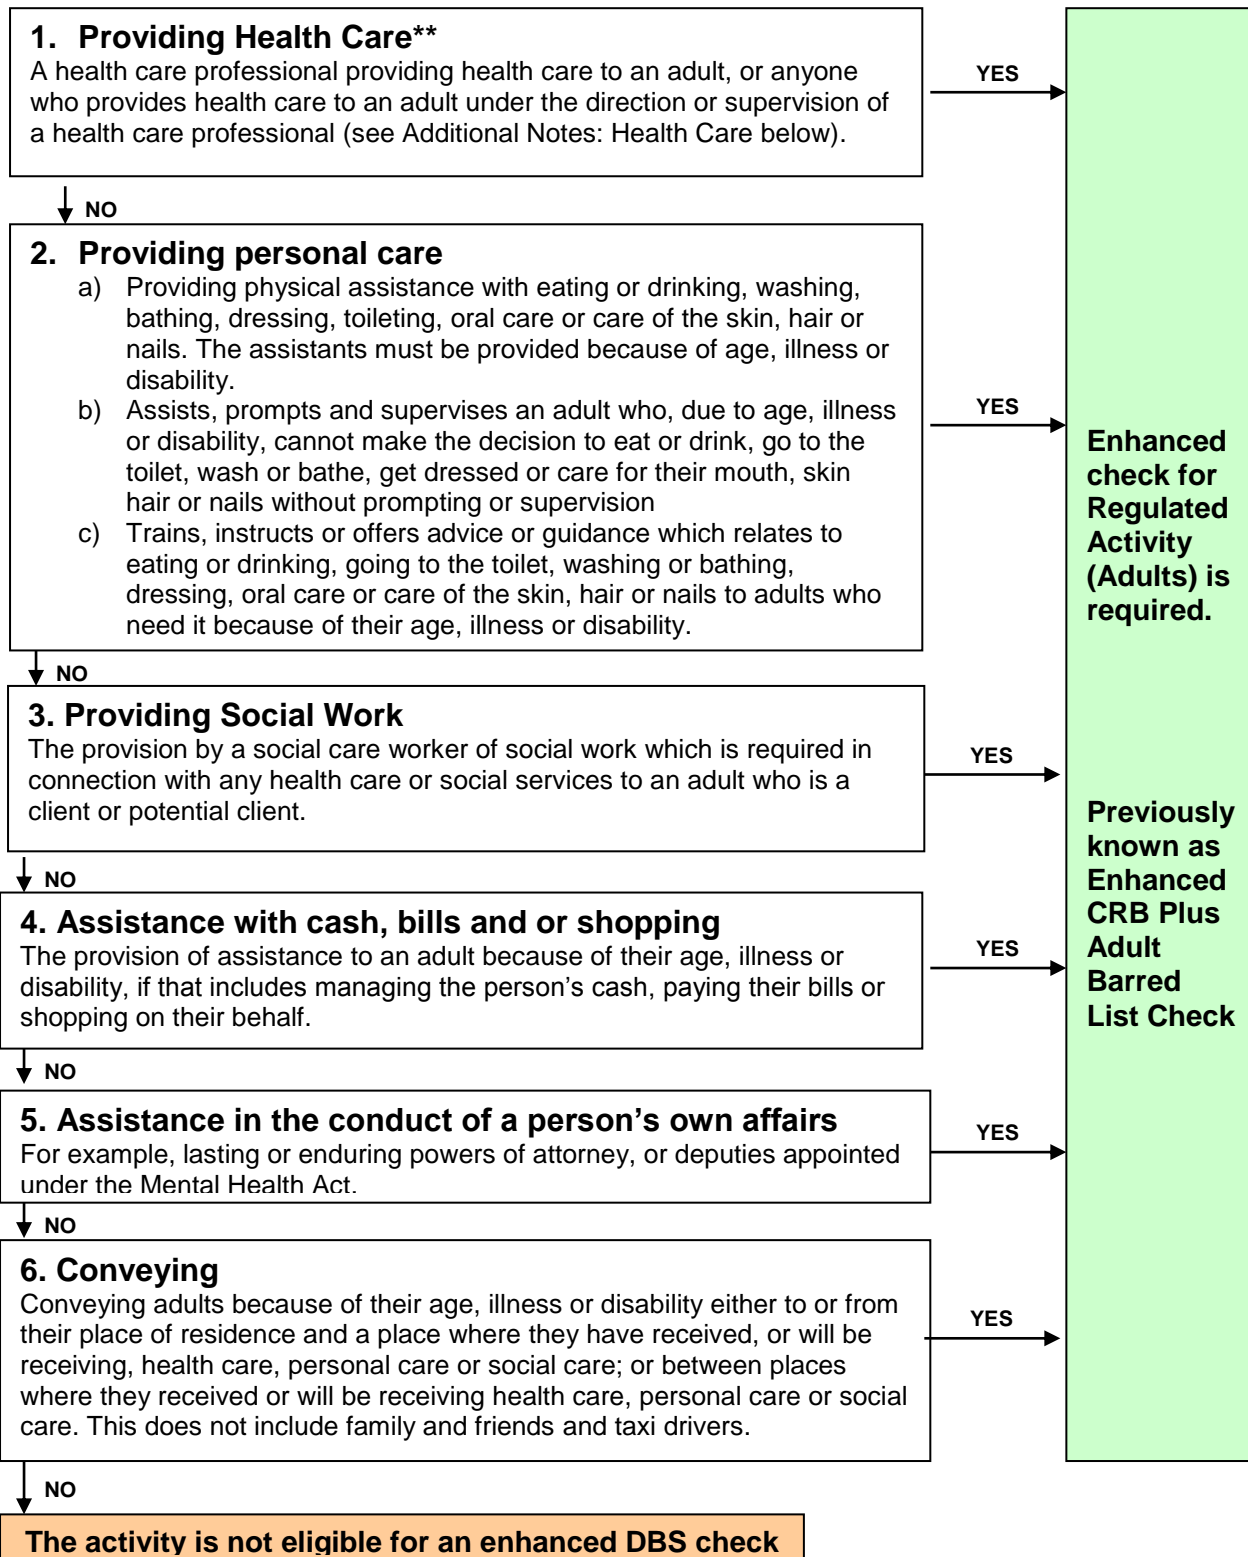 1. Providing Health Care**
A health care professional providing health care to an adult, or anyone
who provides health care to an adult under the direction or supervision of
a health care professional (see Additional Notes: Health Care below).
YES
NO
2. Providing personal care
a) Providing physical assistance with eating or drinking, washing,
bathing, dressing, toileting, oral care or care of the skin, hair or
nails. The assistants must be provided because of age, illness or
disability.
b) Assists, prompts and supervises an adult who, due to age, illness
or disability, cannot make the decision to eat or drink, go to the
toilet, wash or bathe, get dressed or care for their mouth, skin
hair or nails without prompting or supervision
c) Trains, instructs or offers advice or guidance which relates to
eating or drinking, going to the toilet, washing or bathing,
dressing, oral care or care of the skin, hair or nails to adults who
need it because of their age, illness or disability.
YES
NO
3. Providing Social Work
The provision by a social care worker of social work which is required in
connection with any health care or social services to an adult who is a
client or potential client.
YES
NO
4. Assistance with cash, bills and or shopping
The provision of assistance to an adult because of their age, illness or
disability, if that includes managing the person's cash, paying their bills or
shopping on their behalf.
YES
NO
5. Assistance in the conduct of a person's own affairs
For example, lasting or enduring powers of attorney, or deputies appointed
under the Mental Health Act.
YES
NO
6. Conveying
Conveying adults because of their age, illness or disability either to or from
their place of residence and a place where they have received, or will be
receiving, health care, personal care or social care; or between places
where they received or will be receiving health care, personal care or social
care. This does not include family and friends and taxi drivers.
YES
NO
The activity is not eligible for an enhanced DBS check
Enhanced
check for
Regulated
Activity
(Adults) is
required.
Previously
known as
Enhanced
CRB Plus
Adult
Barred
List Check